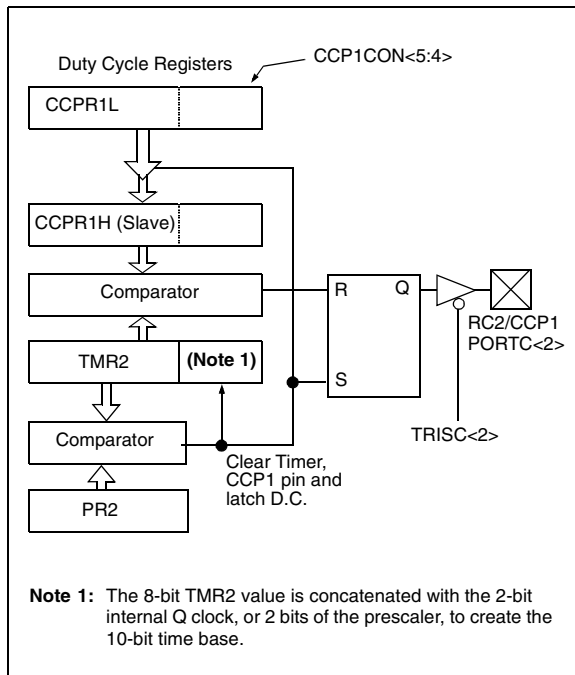 Duty Cycle Registers
CCP1CON<5:4>
CCPR1L
CCPR1H (Slave)
Comparator
R
Q
RC2/CCP1
PORTC<2>
TMR2
(Note 1)
S
TRISC<2>
Comparator
Clear Timer,
CCP1 pin and
latch D.C.
PR2
Note 1: The 8-bit TMR2 value is concatenated with the 2-bit
internal Q clock, or 2 bits of the prescaler, to create the
10-bit time base.